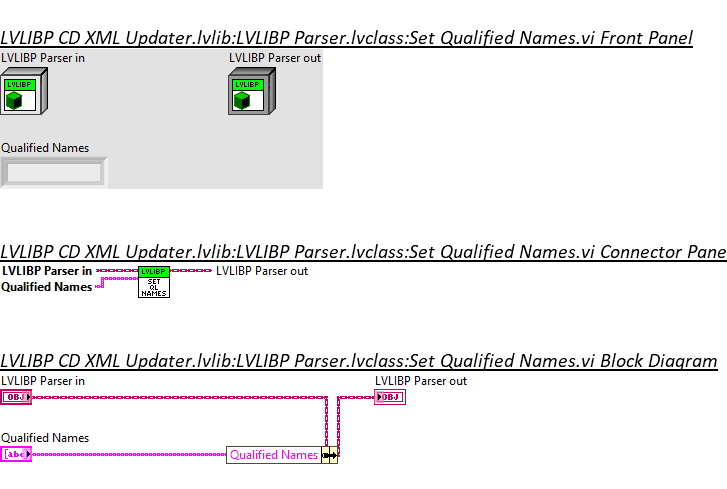 LVLIBP CD XML Updater.lvlib:LVLIBP Parser.lvclass:Set Qualified Names.vi Front Panel
LVLIBP Parser in
LVLIBP Parser out
LVLIBP
LVLIBP
Qualified Names
LVLIBP CD XML Updater.lvlib:LVLIBP Parser.lvclass:Set Qualified Names.vi Connector Pane
LVLIBP Parser in
LVLIBP
LVLIBP Parser out
Qualified Names
SET
QL
NAMES
LVLIBP CD XML Updater.lvlib:LVLIBP Parser.lvclass:Set Qualified Names.vi Block Diagram
LVLIBP Parser in
LVLIBP Parser out
OBJ
OBJ
Qualified Names
[abc
Qualified Names